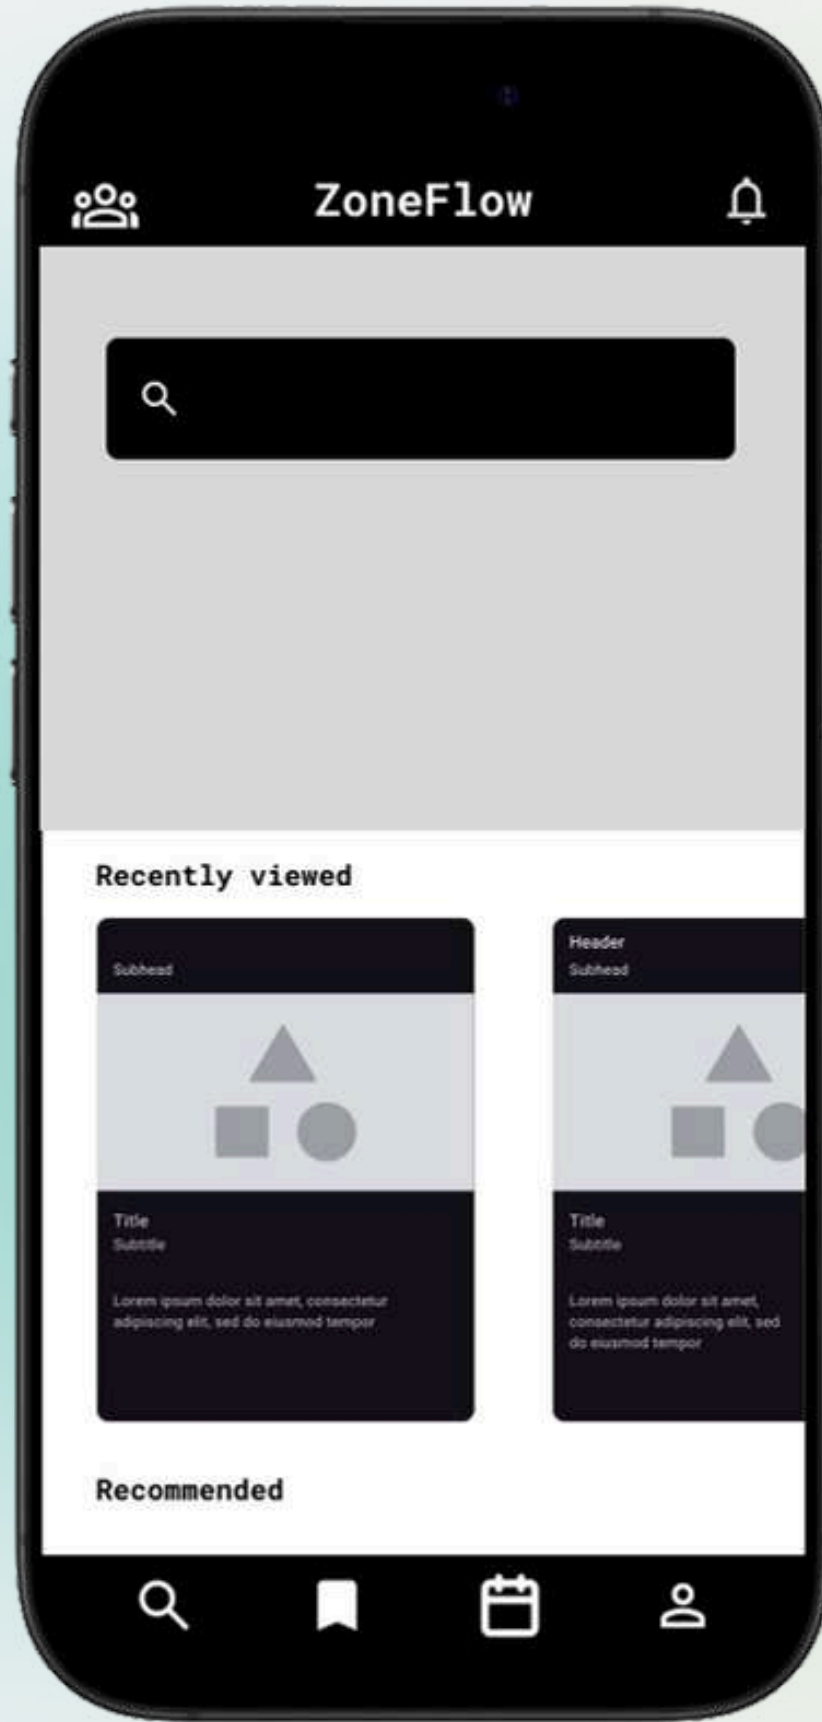 ZoneFlow
Recently viewed
Subhead
Title
Subtitle
Lorem ipsum dolor sit amet, consectetur
adipiscing elit, sed do eiusmod tempor
Header
Subhead
Title
Subtitle
Lorem ipsum dolor sit amet,
consectetur adipiscing elit, sed
do eiusmod tempor
Recommended